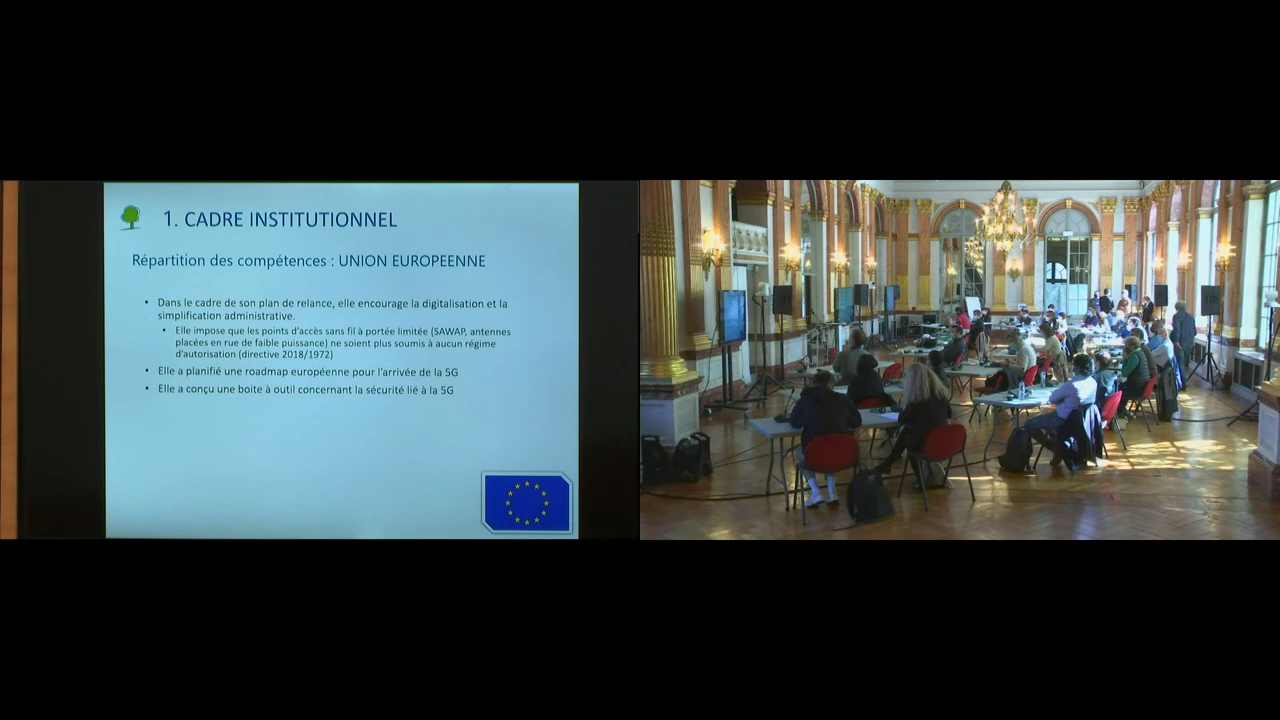 1. CADRE INSTITUTIONNEL
Répartition des compétences : UNION EUROPEENNE
• Dans le cadre de son plan de relance, elle encourage la digitalisation et la
simplification administrative.
• Elle impose que les points d'accès sans fil à portée limitée (SAWAP, antennes
placées en rue de faible puissance) ne soient plus soumis à aucun régime
d'autorisation (directive 2018/1972)
• Elle a planifié une roadmap européenne pour l'arrivée de la 5G
• Elle a conçu une boite à outil concernant la sécurité lié à la 5G